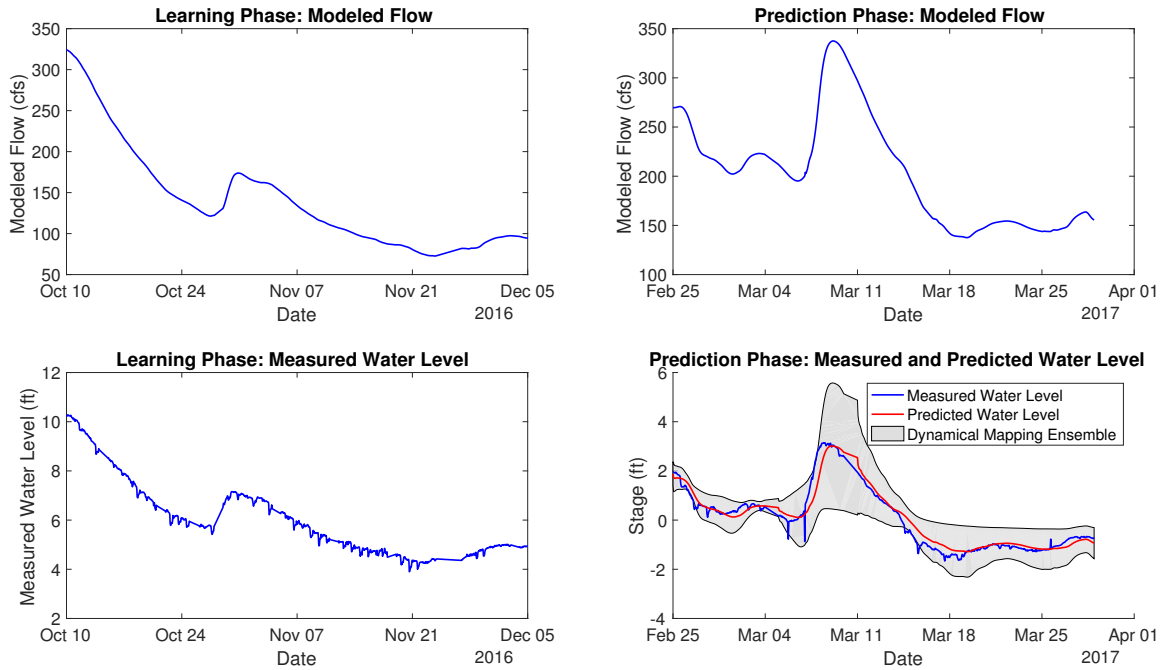 Learning Phase: Modeled Flow
350
300
250
200
150
100
50
Modeled Flow (cfs)
Oct 10 Oct 24 Nov 07 Nov 21 Dec 05
Date 2016
Prediction Phase: Modeled Flow
350
300
250
200
150
100
Modeled Flow (cfs)
Feb 25 Mar 04 Mar 11 Mar 18 Mar 25 Apr 01
Date 2017
Learning Phase: Measured Water Level
12
10
8
6
4
2
Measured Water Level (ft)
Oct 10 Oct 24 Nov 07 Nov 21 Dec 05
Date 2016
Prediction Phase: Measured and Predicted Water Level
6
4
2
0
-2
-4
Stage (ft)
Measured Water Level
Predicted Water Level
Dynamical Mapping Ensemble
Feb 25 Mar 04 Mar 11 Mar 18 Mar 25 Apr 01
Date 2017